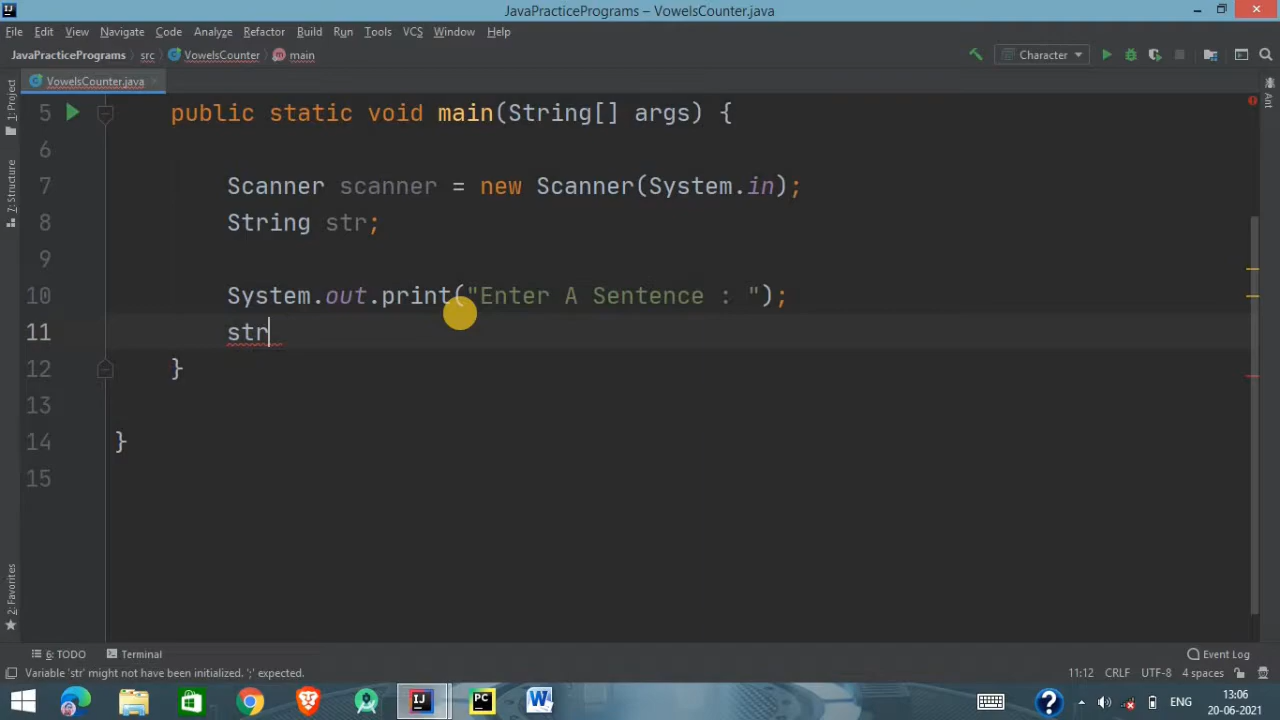 JavaPracticePrograms – VowelsCounter.java
File Edit View Navigate Code Analyze Refactor Build Run Tools VCS Window Help
JavaPracticePrograms src VowelsCounter main Character
VowelsCounter.java
1: Project
7: Structure
2: Favorites
Ant
5 public static void main(String[] args) {
6
7 Scanner scanner = new Scanner(System.in);
8 String str;
9
10 System.out.print("Enter A Sentence : ");
11 str
12 }
13
14 }
15
6: TODO Terminal Event Log
Variable 'str' might not have been initialized. ';' expected. 11:12 CRLF UTF-8 4 spaces
ENG 13:06
20-06-2021